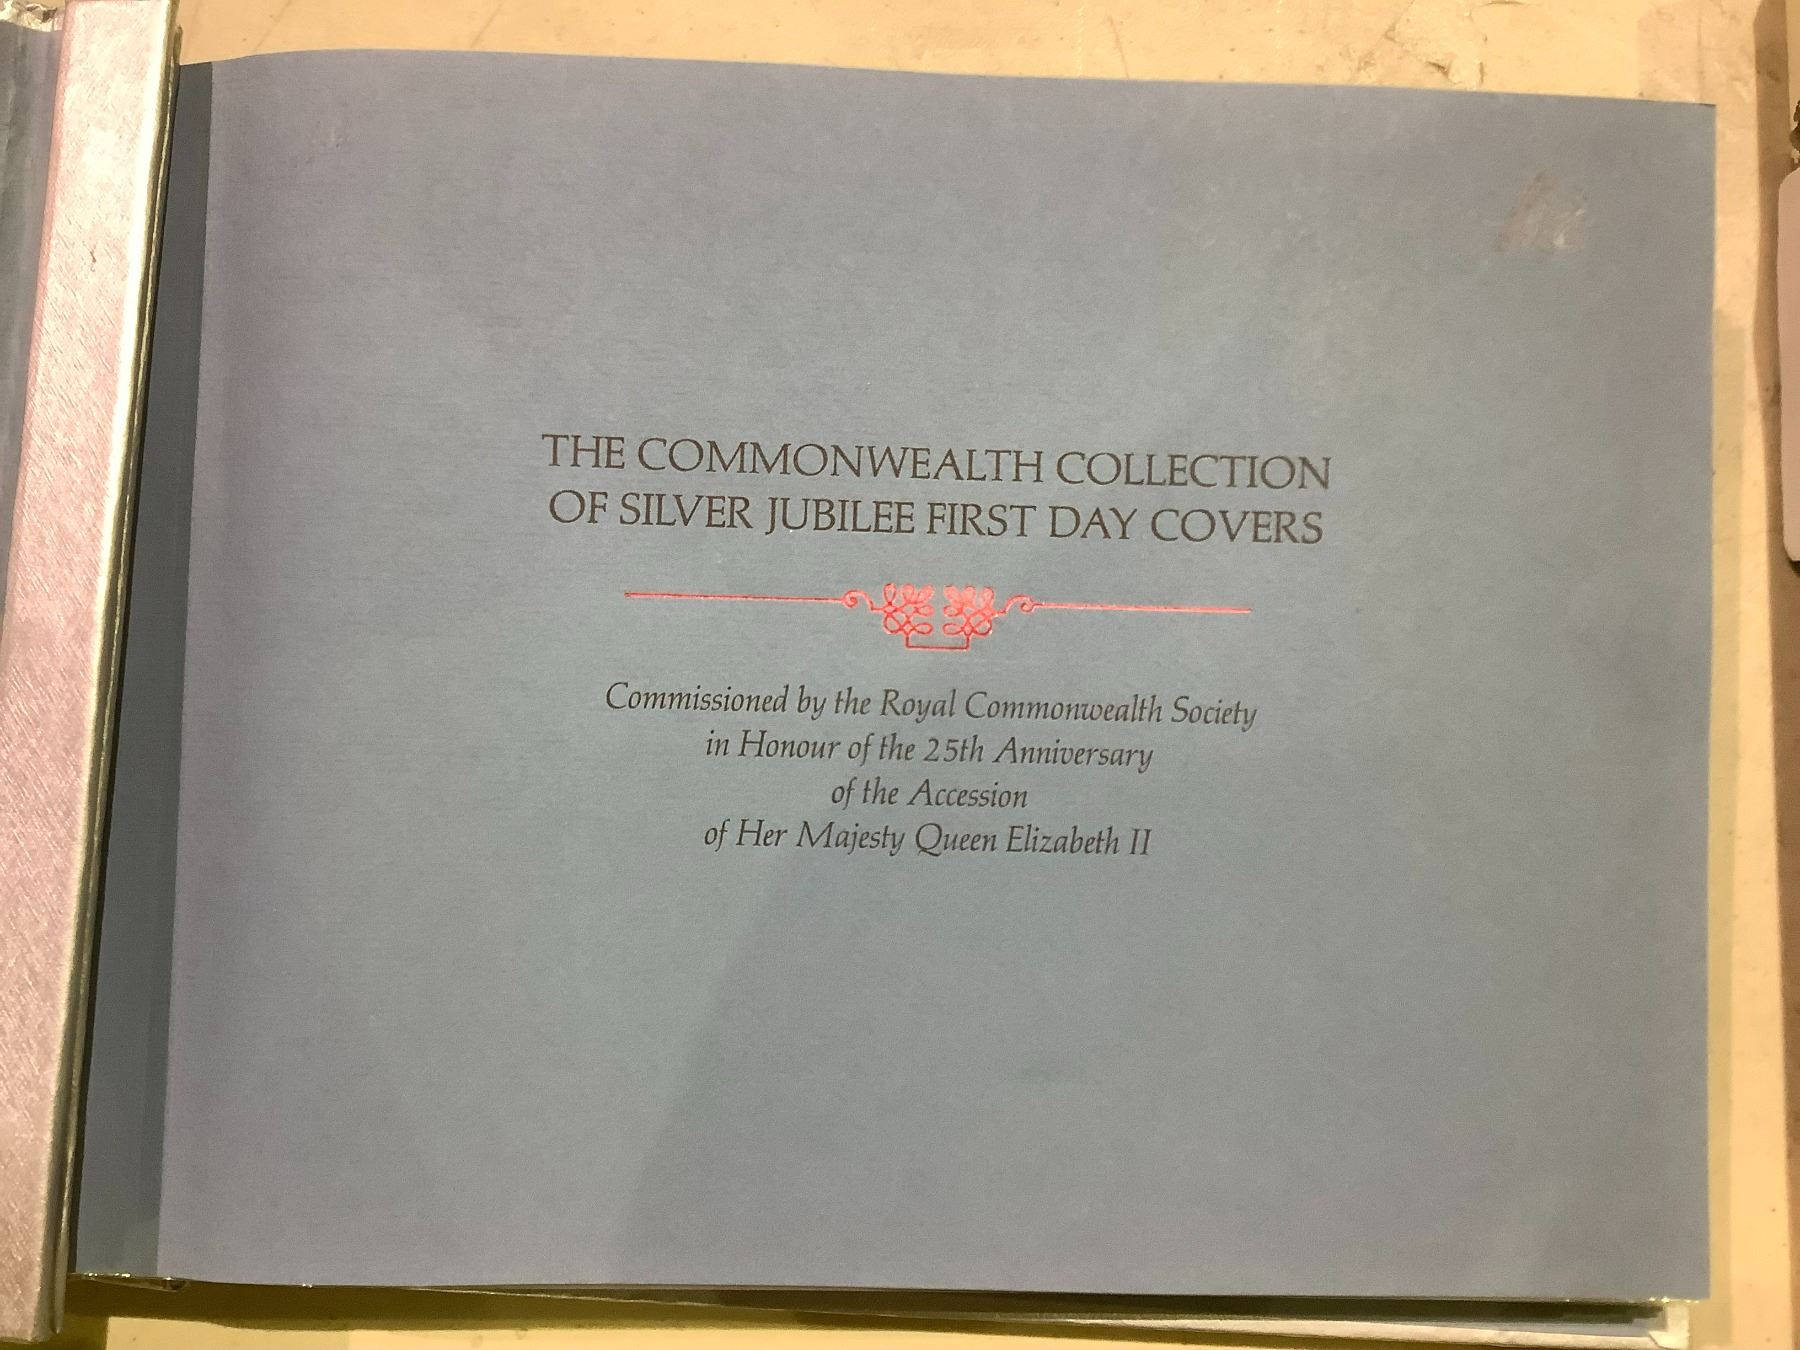 THE COMMONWEALTH COLLECTION
OF SILVER JUBILEE FIRST DAY COVERS
Commissioned by the Royal Commonwealth Society
in Honour of the 25th Anniversary
of the Accession
of Her Majesty Queen Elizabeth II